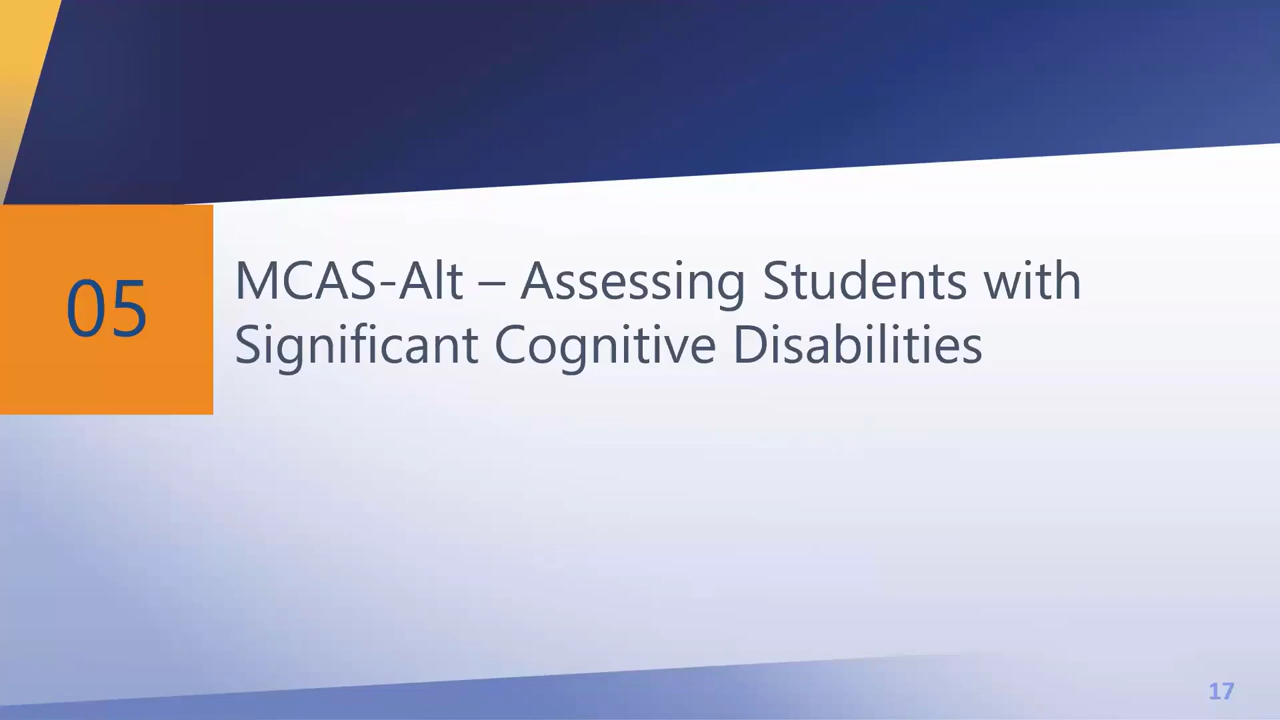 05
MCAS-Alt – Assessing Students with
Significant Cognitive Disabilities
17